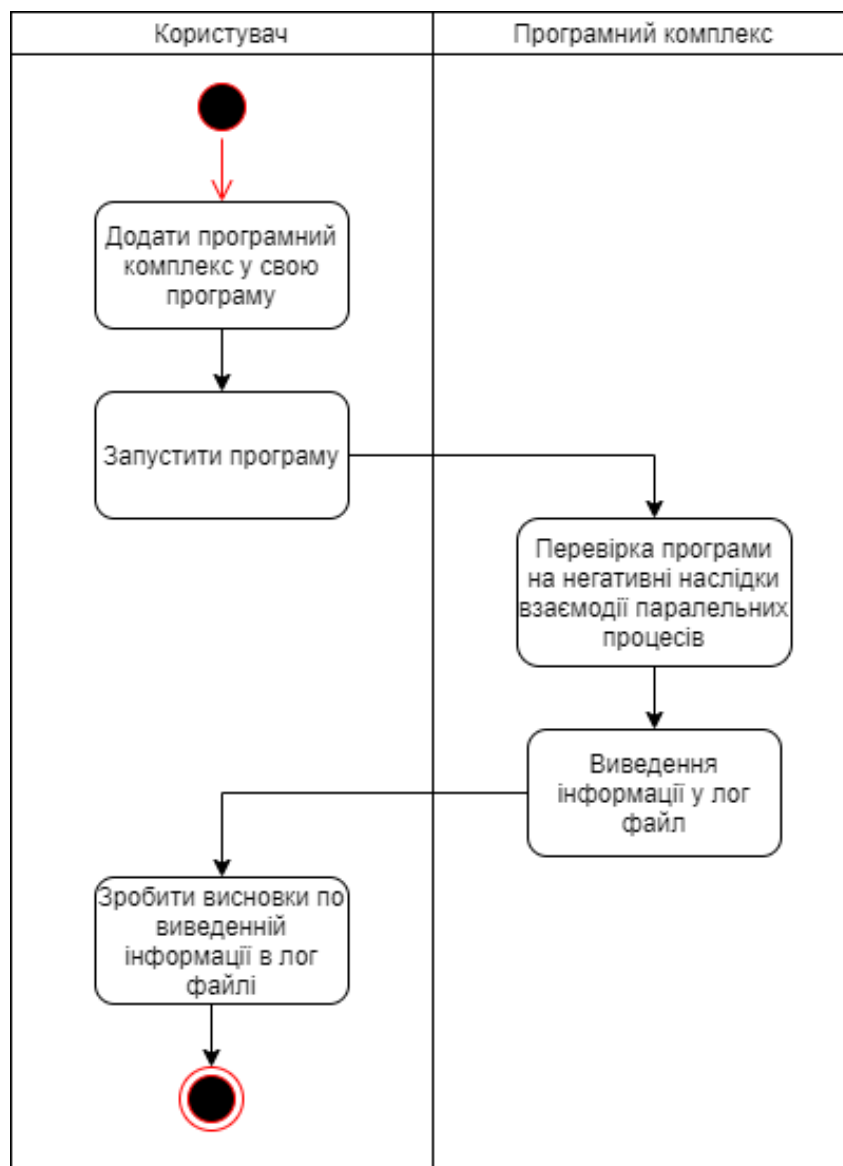 Користувач
Програмний комплекс
Додати програмний
комплекс у свою
програму
Запустити програму
Перевірка програми
на негативні наслідки
взаємодії паралельних
процесів
Виведення
інформації у лог
файл
Зробити висновки по
виведенній
інформації в лог
файлі